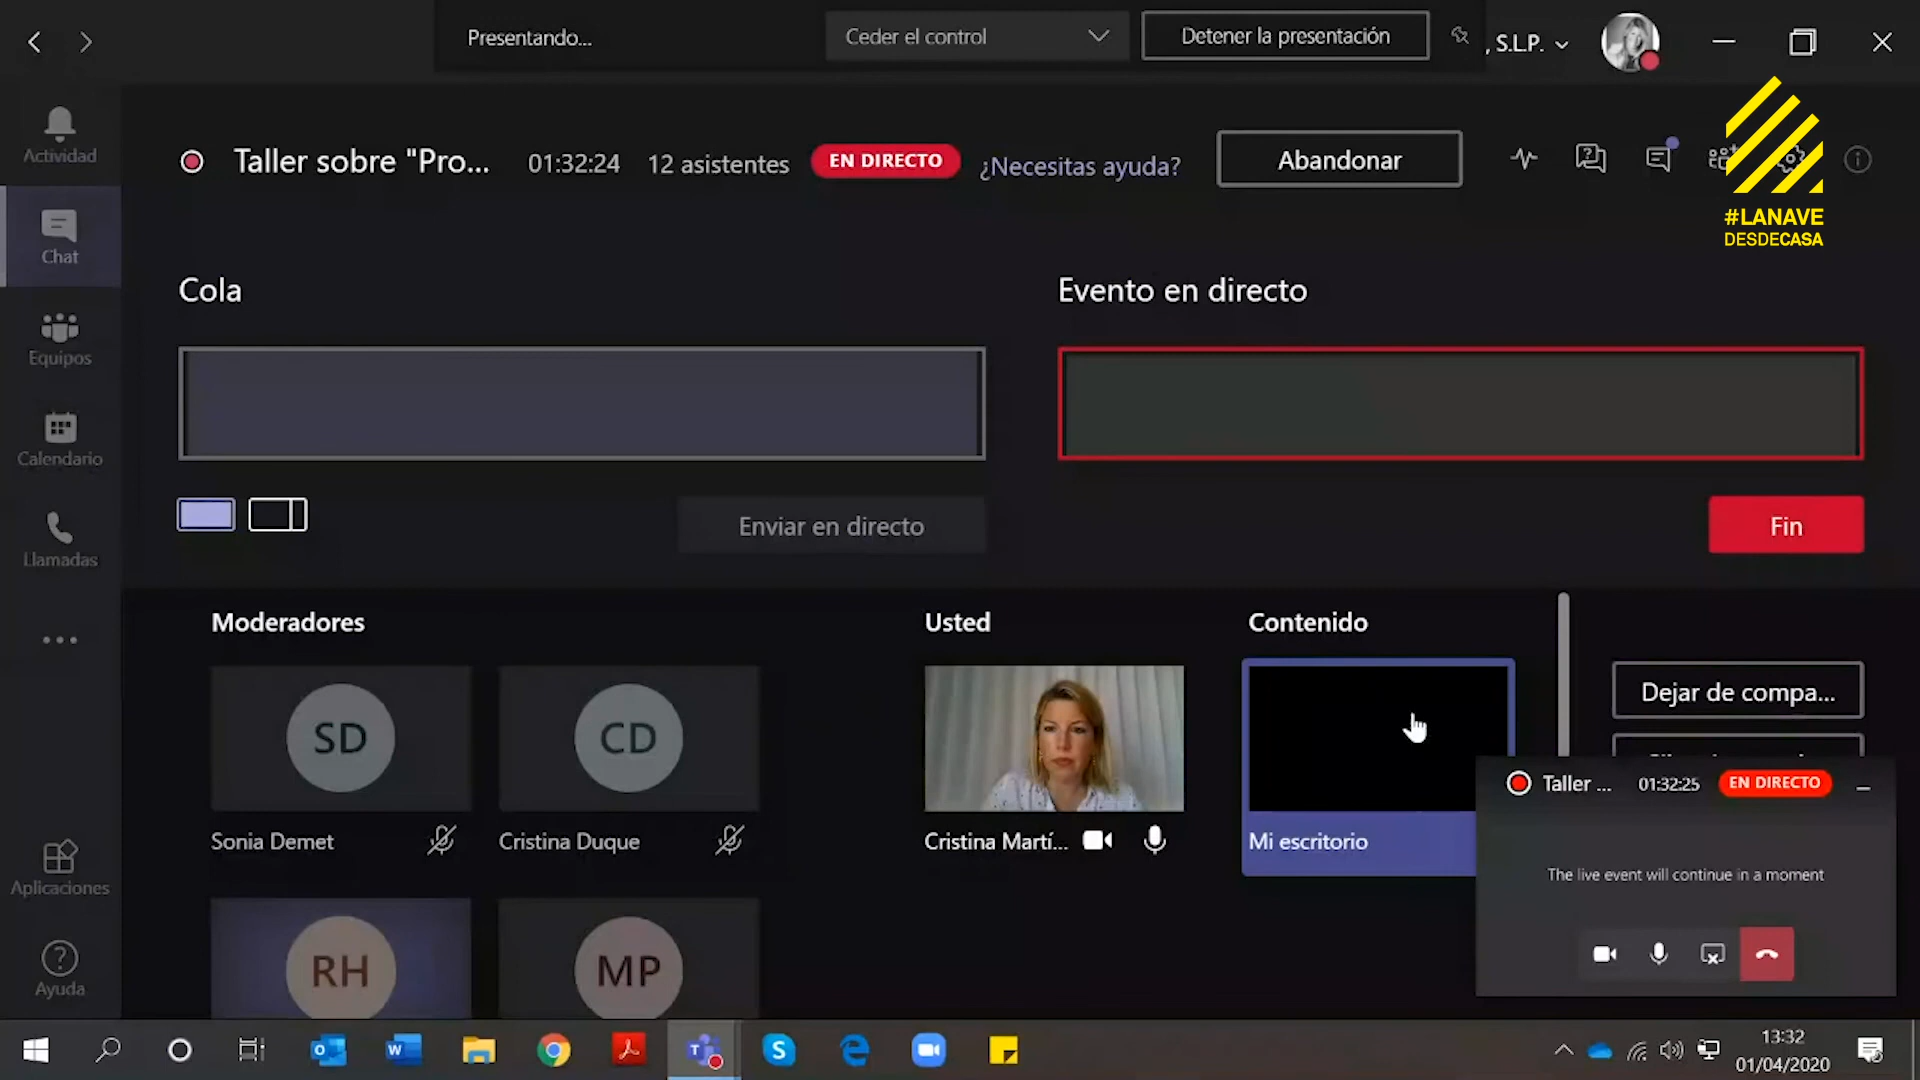 Presentando...
Ceder el control
Detener la presentación
, S.L.P.
Actividad
Taller sobre "Pro...
01:32:24
12 asistentes
EN DIRECTO
¿Necesitas ayuda?
Abandonar
#LANAVE
DESDECASA
Chat
Cola
Evento en directo
Equipos
Calendario
Enviar en directo
Fin
Llamadas
Moderadores
Usted
Contenido
SD
CD
Dejar de compa...
Sonia Demet
Cristina Duque
Cristina Martí...
Mi escritorio
Taller ...
01:32:25
EN DIRECTO
The live event will continue in a moment
Aplicaciones
RH
MP
Ayuda
13:32
01/04/2020